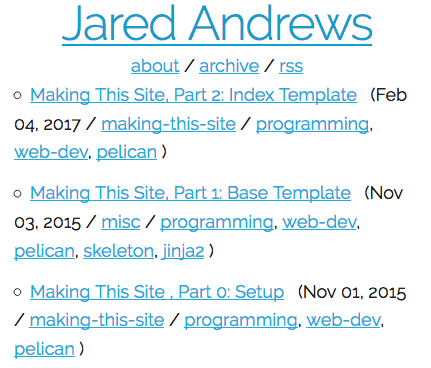 Jared Andrews
about / archive / rss
Making This Site, Part 2: Index Template (Feb
04, 2017 / making-this-site / programming,
web-dev, pelican )
Making This Site, Part 1: Base Template (Nov
03, 2015 / misc / programming, web-dev,
pelican, skeleton, jinja2 )
Making This Site , Part 0: Setup (Nov 01, 2015
/ making-this-site / programming, web-dev,
pelican )